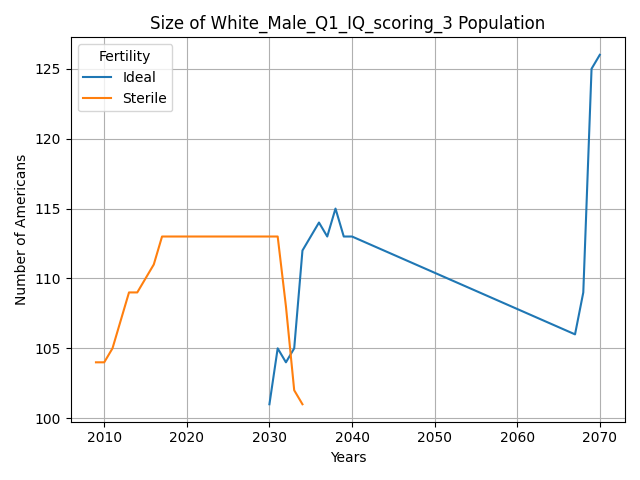 Size of White_Male_Q1_IQ_scoring_3 Population
Fertility
Ideal
Sterile
125
120
115
110
105
100
Number of Americans
2010 2020 2030 2040 2050 2060 2070
Years